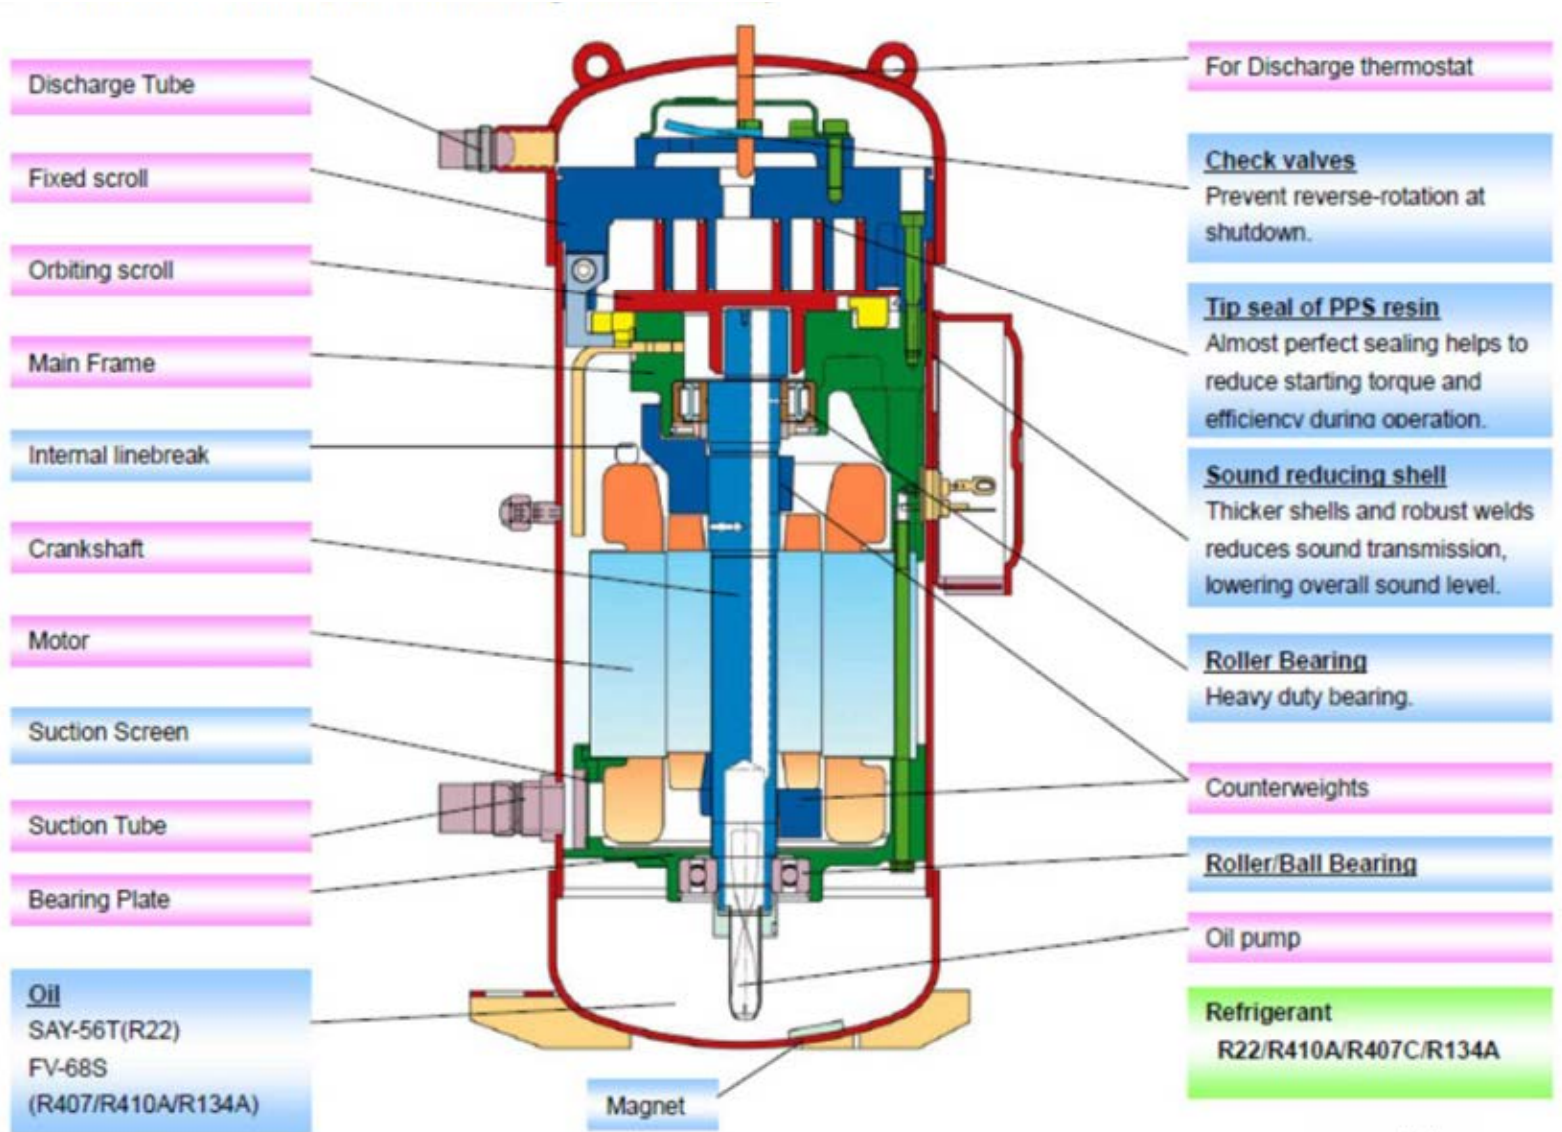 Discharge Tube
Fixed scroll
Orbiting scroll
Main Frame
Internal linebreak
Crankshaft
Motor
Suction Screen
Suction Tube
Bearing Plate
Oil
SAY-56T(R22)
FV-68S
(R407/R410A/R134A)
Magnet
For Discharge thermostat
Check valves
Prevent reverse-rotation at
shutdown.
Tip seal of PPS resin
Almost perfect sealing helps to
reduce starting torque and
efficiency during operation.
Sound reducing shell
Thicker shells and robust welds
reduces sound transmission,
lowering overall sound level.
Roller Bearing
Heavy duty bearing.
Counterweights
Roller/Ball Bearing
Oil pump
Refrigerant
R22/R410A/R407C/R134A